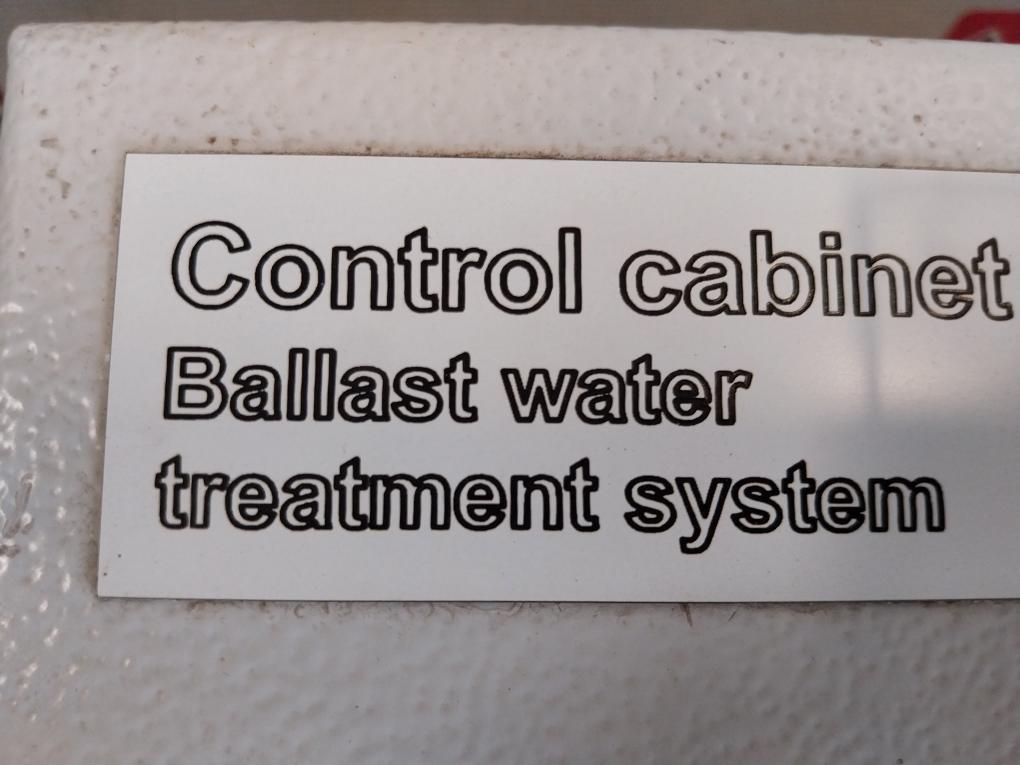 Control cabinet
Ballast water
treatment system